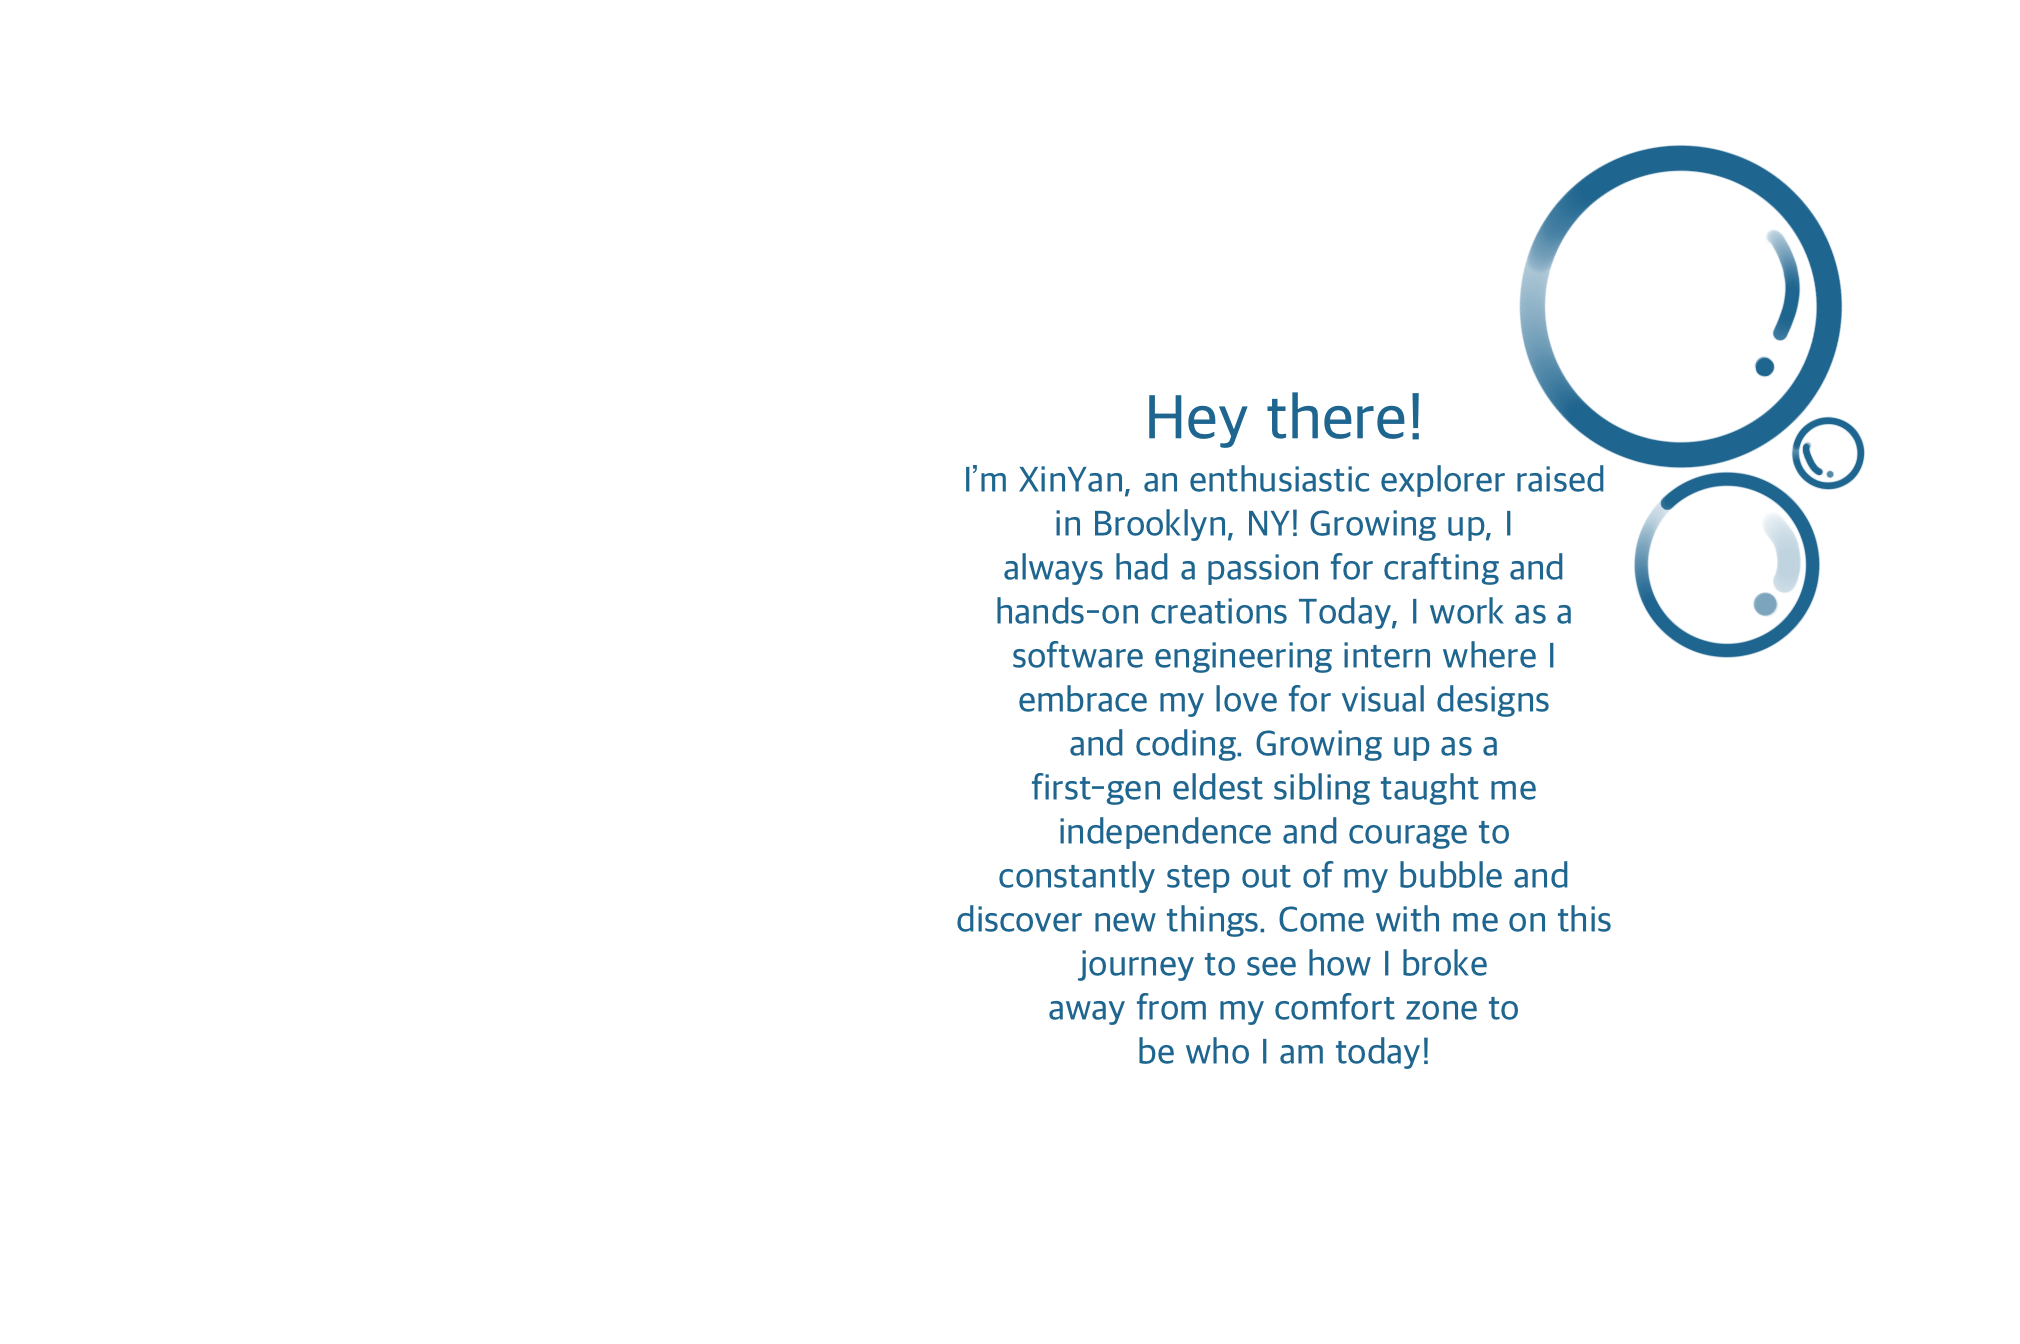 Hey there!
I’m XinYan, an enthusiastic explorer raised
in Brooklyn, NY! Growing up, I
always had a passion for crafting and
hands-on creations Today, I work as a
software engineering intern where I
embrace my love for visual designs
and coding. Growing up as a
first-gen eldest sibling taught me
independence and courage to
constantly step out of my bubble and
discover new things. Come with me on this
journey to see how I broke
away from my comfort zone to
be who I am today!